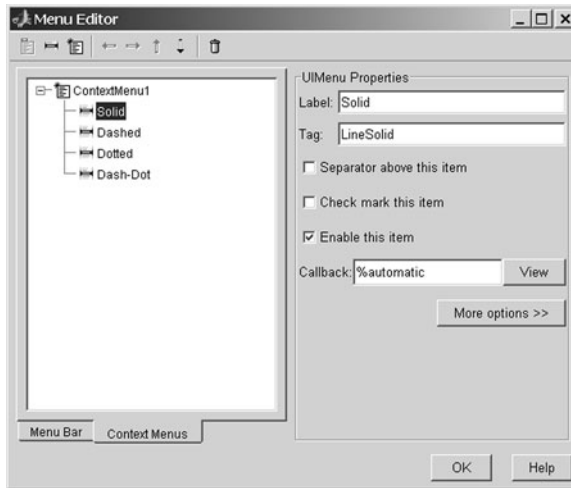 Menu Editor
ContextMenu1
Solid
Dashed
Dotted
Dash-Dot
Menu Bar
Context Menus
UIMenu Properties
Label: Solid
Tag: LineSolid
Separator above this item
Check mark this item
Enable this item
Callback: %automatic
View
More options >>
OK
Help